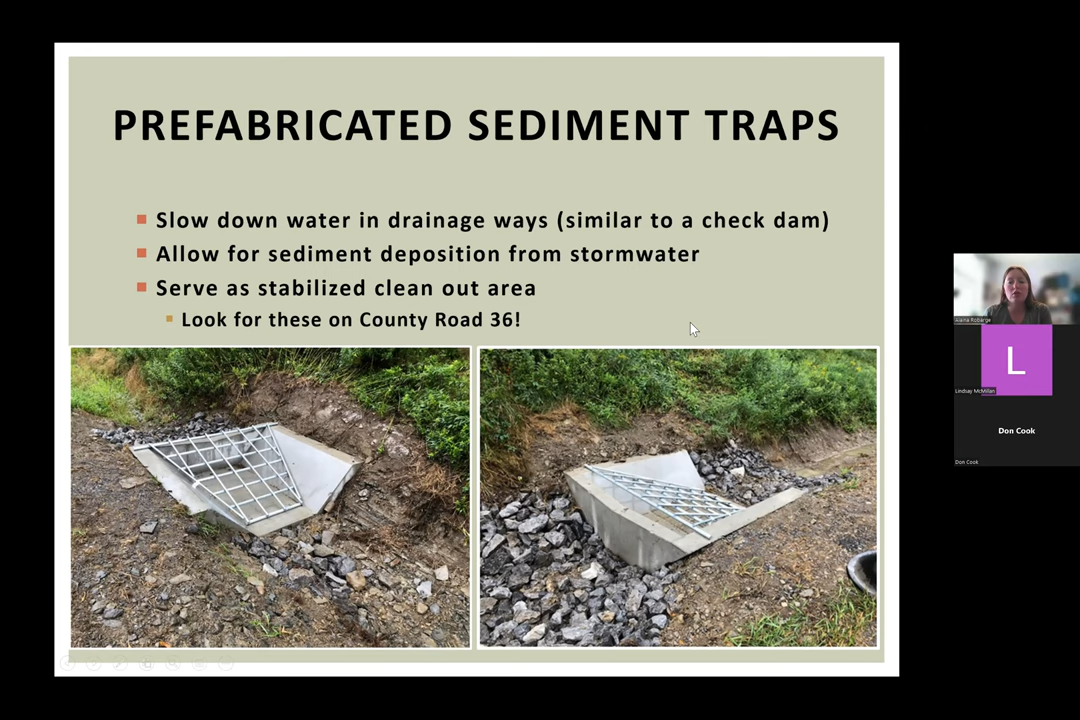 PREFABRICATED SEDIMENT TRAPS
Slow down water in drainage ways (similar to a check dam)
Allow for sediment deposition from stormwater
Serve as stabilized clean out area
Look for these on County Road 36!
Alaina Robarge
L
Lindsay McMillan
Don Cook
Don Cook